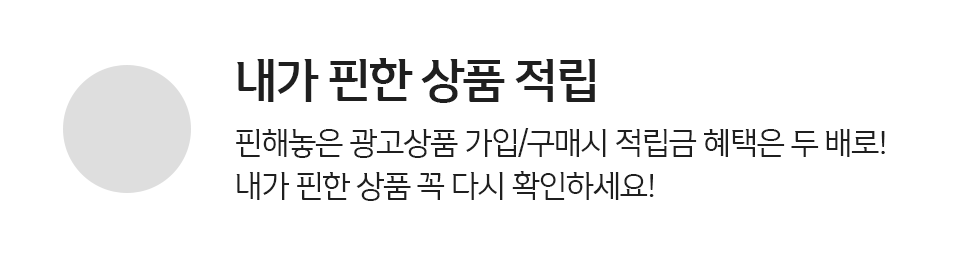 내가 핀한 상품 적립
핀해놓은 광고상품 가입/구매시 적립금 혜택은 두 배로!
내가 핀한 상품 꼭 다시 확인하세요!